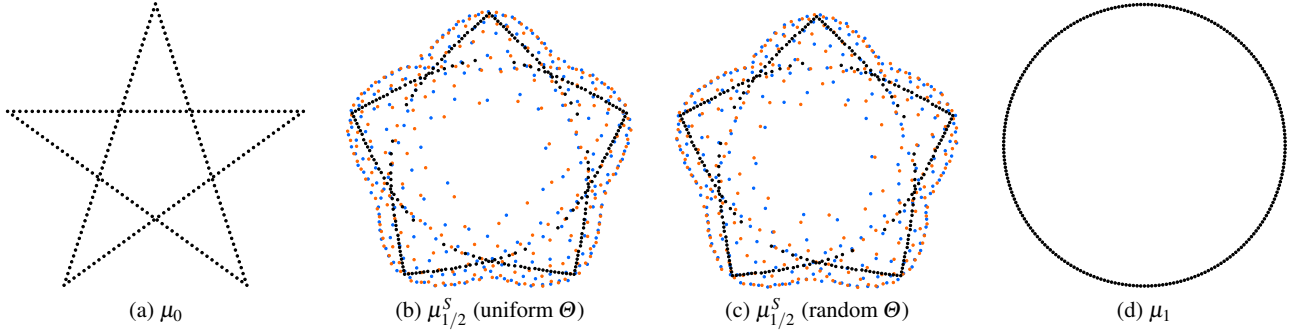 (a) μ₀
(b) μ^S_{1/2} (uniform Θ)
(c) μ^S_{1/2} (random Θ)
(d) μ₁